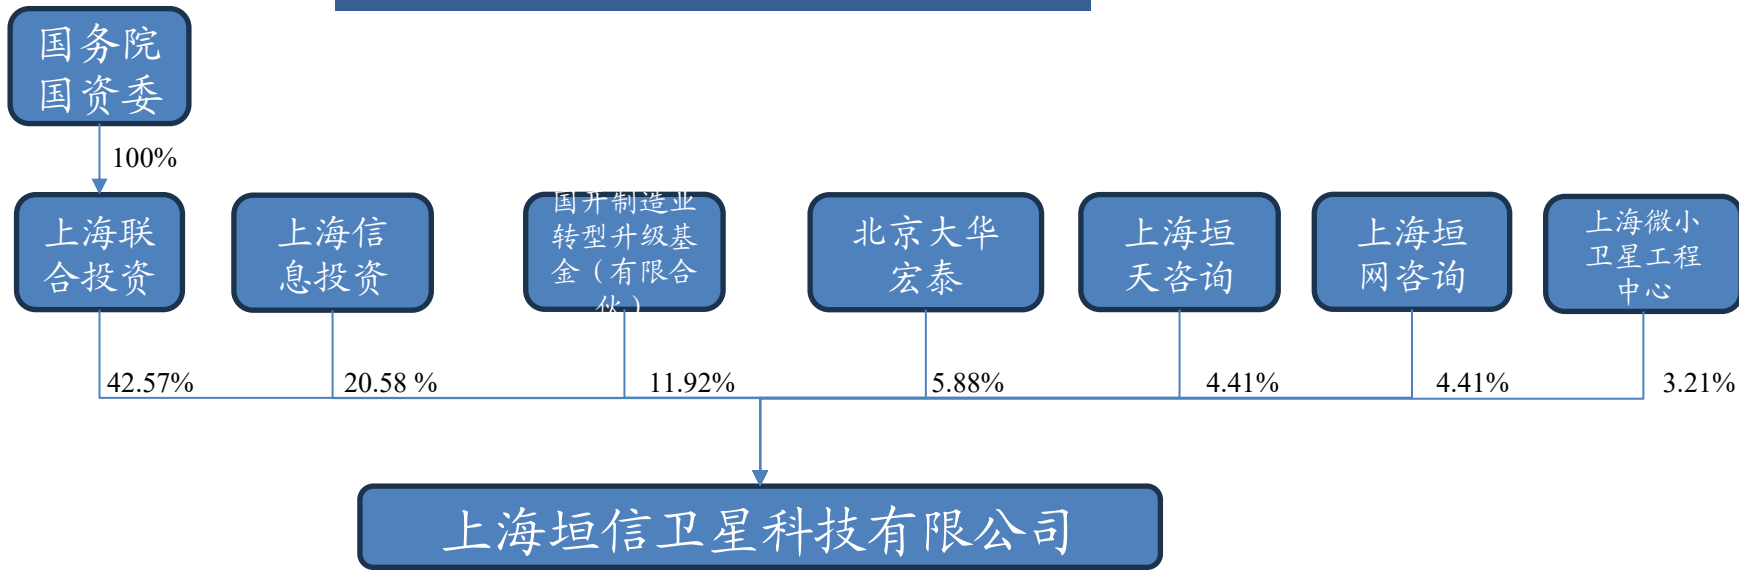 国务院
国资委
100%
上海联
合投资
上海信
息投资
国开制造业
转型升级基
金（有限合
伙）
北京大华
宏泰
上海垣
天咨询
上海垣
网咨询
上海微小
卫星工程
中心
42.57%
20.58 %
11.92%
5.88%
4.41%
4.41%
3.21%
上海垣信卫星科技有限公司